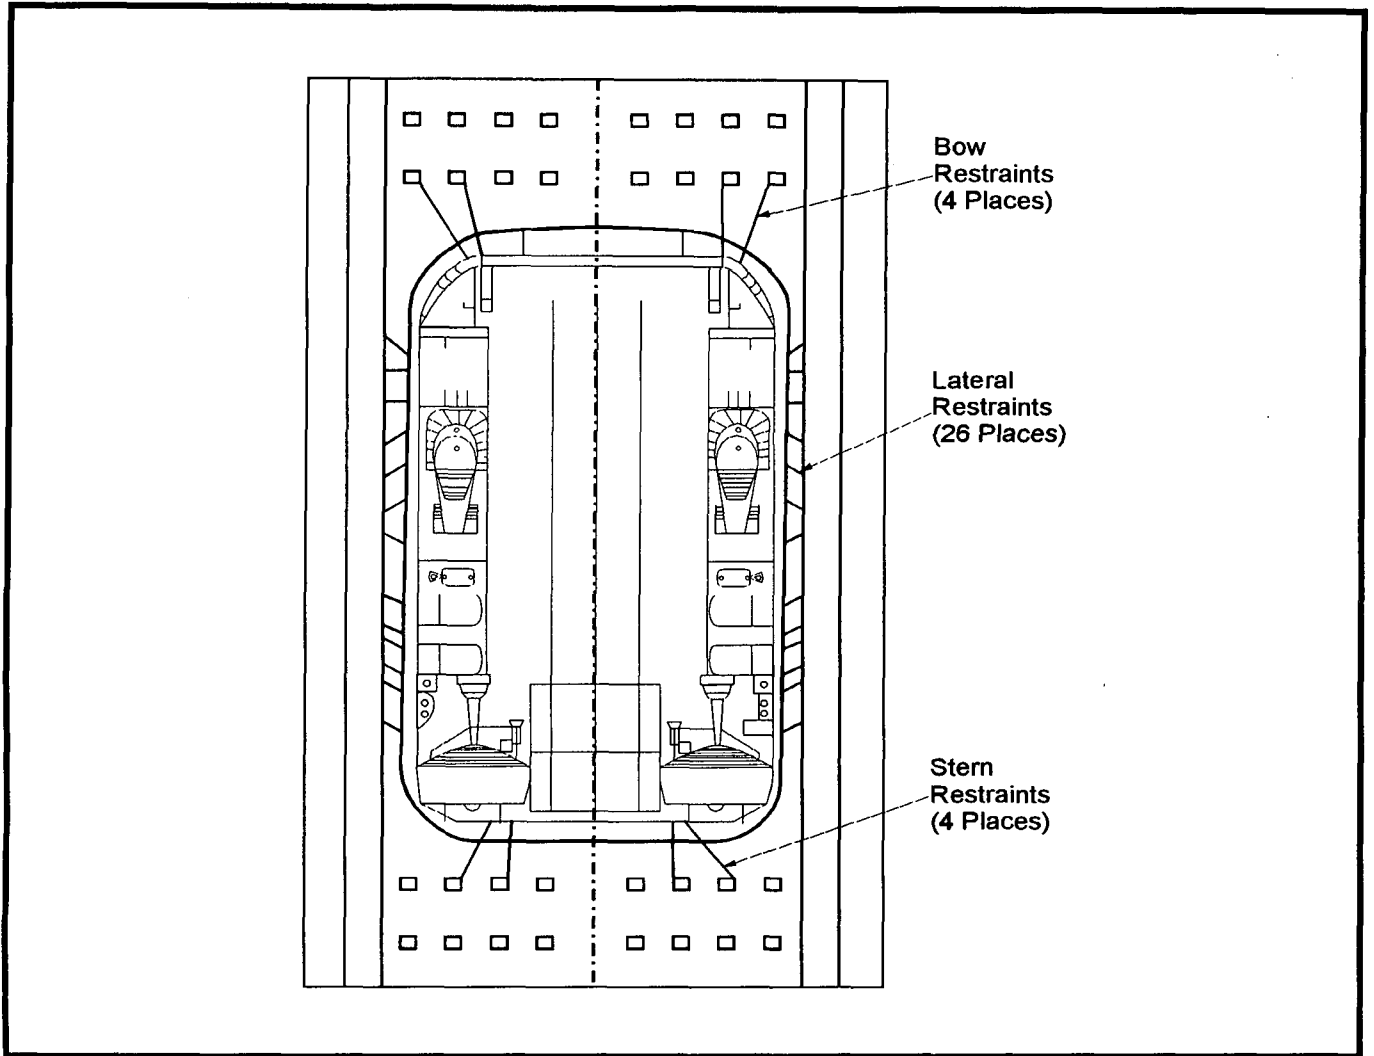 Bow
Restraints
(4 Places)
Lateral
Restraints
(26 Places)
Stern
Restraints
(4 Places)